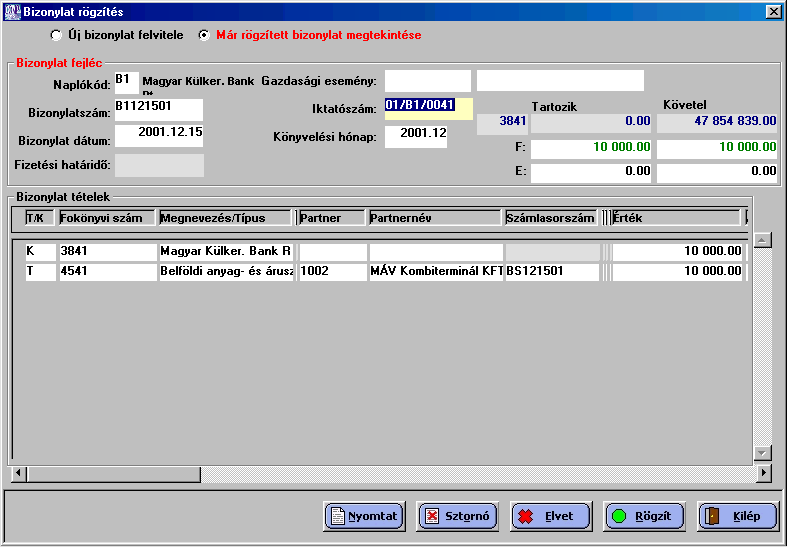 Bizonylat rögzítés
Új bizonylat felvitele Már rögzített bizonylat megtekintése
Bizonylat fejléc
Naplókód: B1 Magyar Külker. Bank Gazdasági esemény:
Bizonylatszám: B1121501 Iktatószám: 01/B1/0041 Tartozik Követel
3841 0.00 47 854 839.00
Bizonylat dátum: 2001.12.15 Könyvelési hónap: 2001.12 F: 10 000.00 10 000.00
Fizetési határidő: E: 0.00 0.00
Bizonylat tételek
T/K Fokönyvi szám Megnevezés/Típus Partner Partnernév Számlasorszám Érték
K 3841 Magyar Külker. Bank R 10 000.00
T 4541 Belföldi anyag- és árusz 1002 MÁV Kombiterminál KFT BS121501 10 000.00
Nyomtat Sztornó Elvet Rögzít Kilép